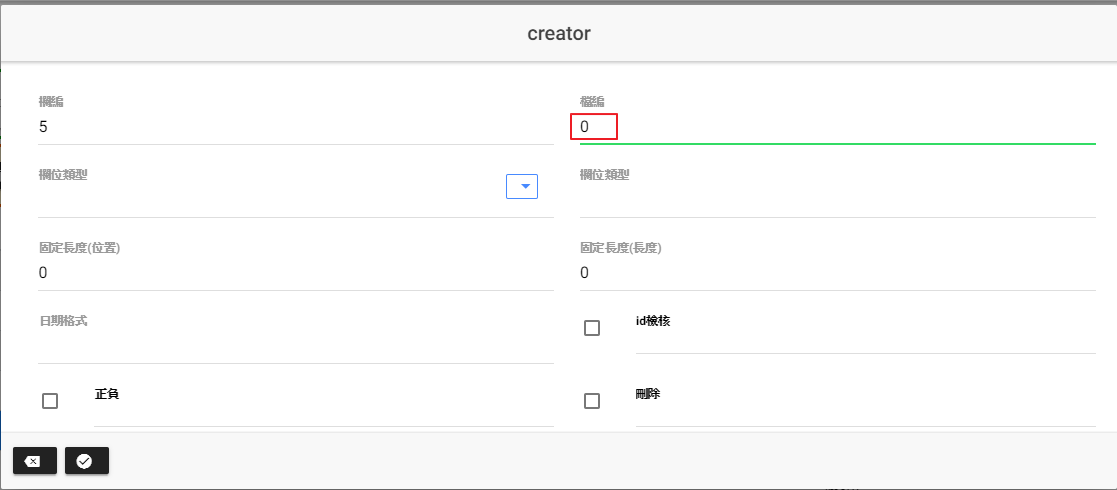 creator
欄編
檔編
5
0
欄位類型
欄位類型
固定長度(位置)
固定長度(長度)
0
0
日期格式
id檢核
正負
刪除